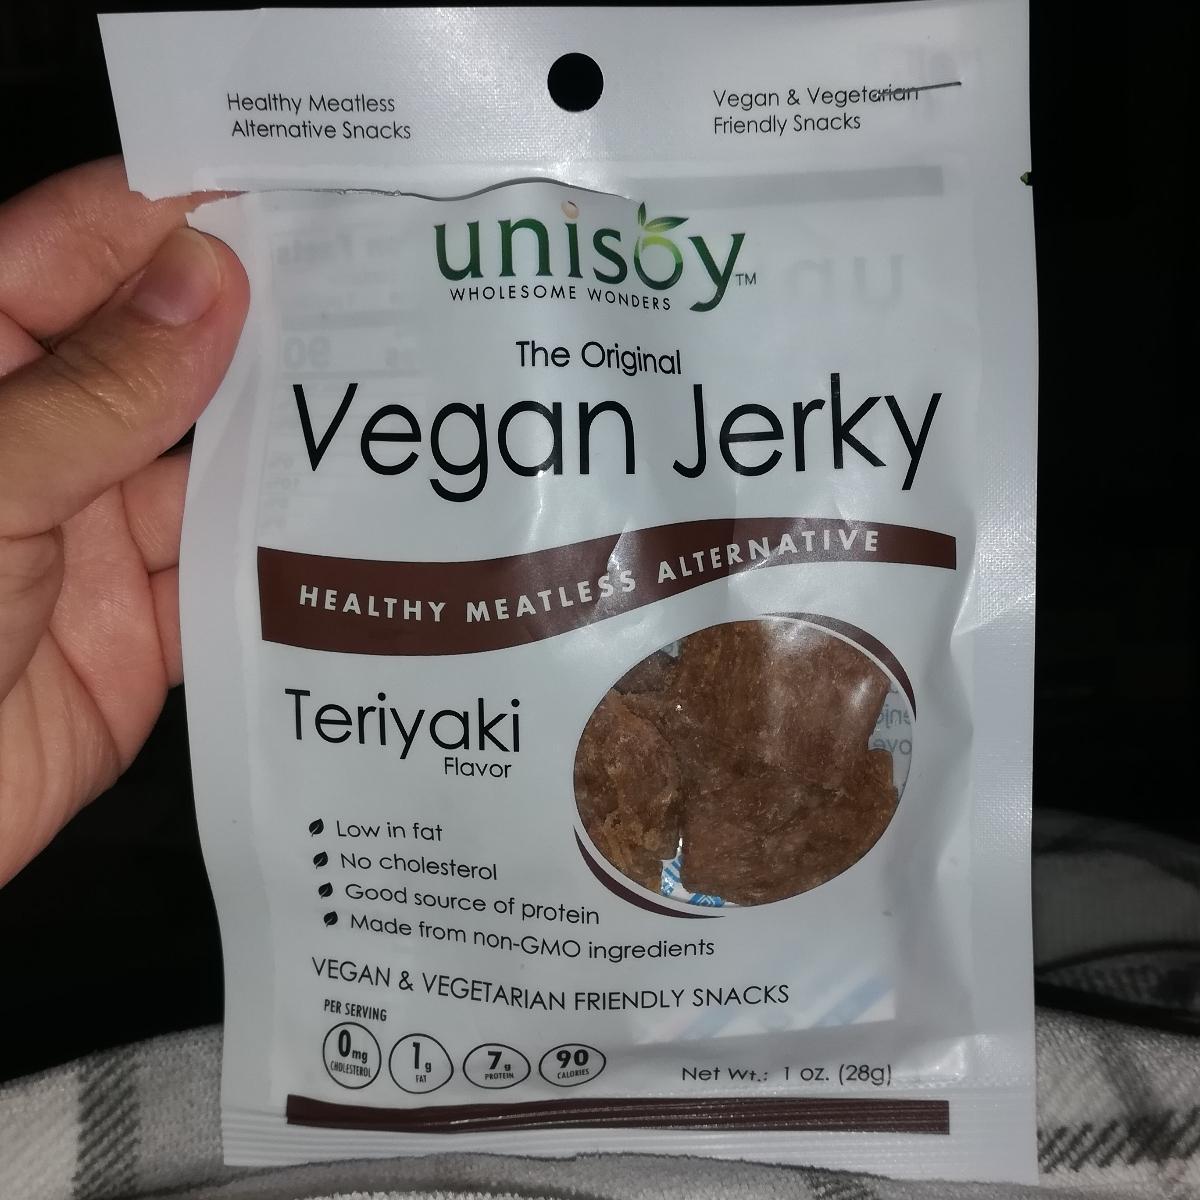 Healthy Meatless
Alternative Snacks
Vegan & Vegetarian
Friendly Snacks
unisoy™
WHOLESOME WONDERS
The Original
Vegan Jerky
HEALTHY MEATLESS ALTERNATIVE
Teriyaki
Flavor
Low in fat
No cholesterol
Good source of protein
Made from non-GMO ingredients
VEGAN & VEGETARIAN FRIENDLY SNACKS
PER SERVING
0mg CHOLESTEROL
1g FAT
7g PROTEIN
90 CALORIES
Net Wt.: 1 oz. (28g)